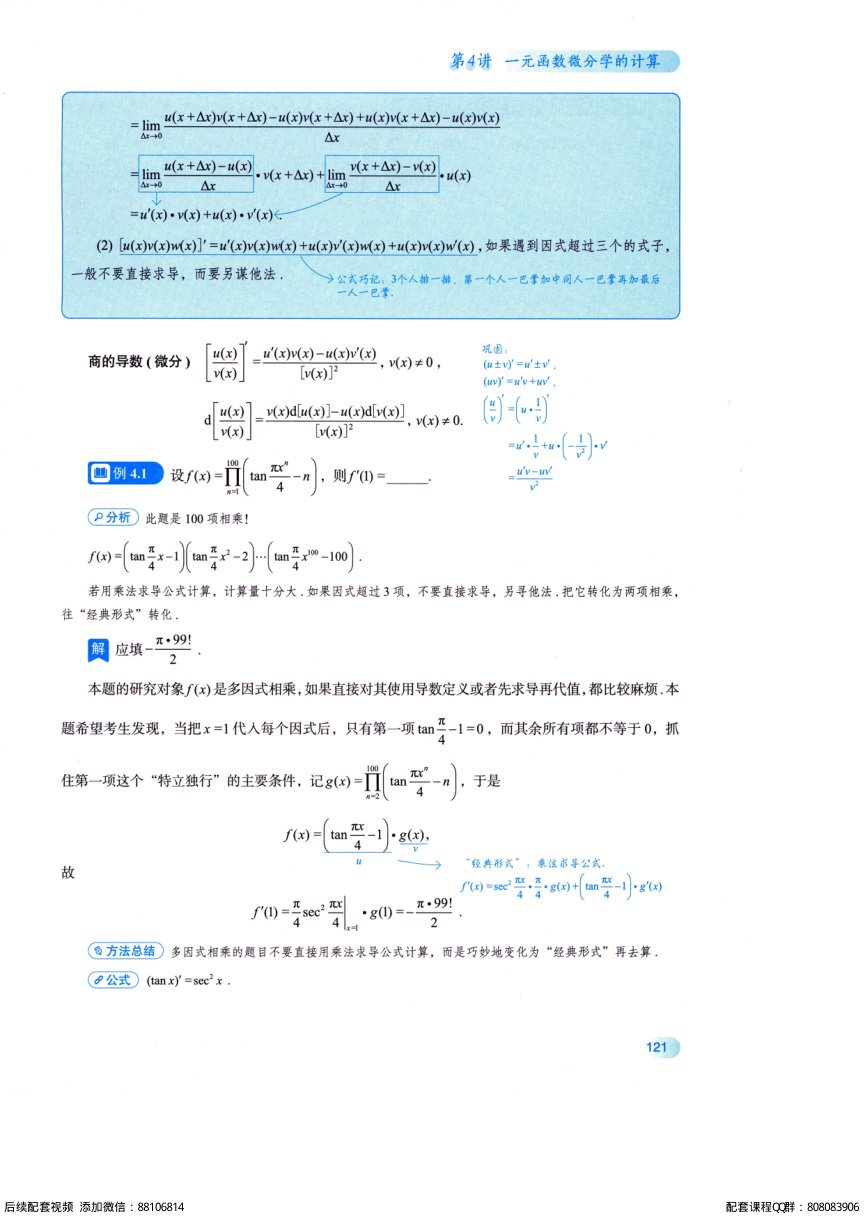 第4讲 一元函数微分学的计算
=lim_{Δx→0} [u(x+Δx)v(x+Δx)-u(x)v(x+Δx)+u(x)v(x+Δx)-u(x)v(x)]/Δx
=lim_{Δx→0} [u(x+Δx)-u(x)]/Δx •v(x+Δx)+lim_{Δx→0} [v(x+Δx)-v(x)]/Δx •u(x)
=u′(x)•v(x)+u(x)•v′(x).
(2) [u(x)v(x)w(x)]′=u′(x)v(x)w(x)+u(x)v′(x)w(x)+u(x)v(x)w′(x),如果遇到因式超过三个的式子,
一般不要直接求导,而要另谋他法.
公式巧记:3个人排一排,第一个人一巴掌加中间人一巴掌再加最后
一人一巴掌.
商的导数(微分) [u(x)/v(x)]′=[u′(x)v(x)-u(x)v′(x)]/[v(x)]²,v(x)≠0,
d[u(x)/v(x)]=[v(x)d[u(x)]-u(x)d[v(x)]]/[v(x)]²,v(x)≠0.
巩固:
(u±v)′=u′±v′.
(uv)′=u′v+uv′.
(u/v)′=(u•1/v)′
=u′•1/v+u•(-1/v²)•v′
=(u′v-uv′)/v²
例4.1 设f(x)=∏_{n=1}^{100}(tan πxⁿ/4 -n),则f′(1)=______.
分析 此题是100项相乘!
f(x)=(tan π/4 x-1)(tan π/4 x²-2)⋯(tan π/4 x¹⁰⁰-100).
若用乘法求导公式计算,计算量十分大.如果因式超过3项,不要直接求导,另寻他法.把它转化为两项相乘,
往“经典形式”转化.
解 应填-π•99!/2.
本题的研究对象f(x)是多因式相乘,如果直接对其使用导数定义或者先求导再代值,都比较麻烦.本
题希望考生发现,当把x=1代入每个因式后,只有第一项tan π/4 -1=0,而其余所有项都不等于0,抓
住第一项这个“特立独行”的主要条件,记g(x)=∏_{n=2}^{100}(tan πxⁿ/4 -n),于是
f(x)=(tan πx/4 -1)•g(x),
u v
“经典形式”:乘法求导公式.
故
f′(x)=sec² πx/4 •π/4•g(x)+(tan πx/4 -1)•g′(x)
f′(1)=π/4 sec² πx/4 |_{x=1}•g(1)=-π•99!/2.
方法总结 多因式相乘的题目不要直接用乘法求导公式计算,而是巧妙地变化为“经典形式”再去算.
公式 (tan x)′=sec² x.
121
后续配套视频 添加微信:88106814
配套课程QQ群:808083906